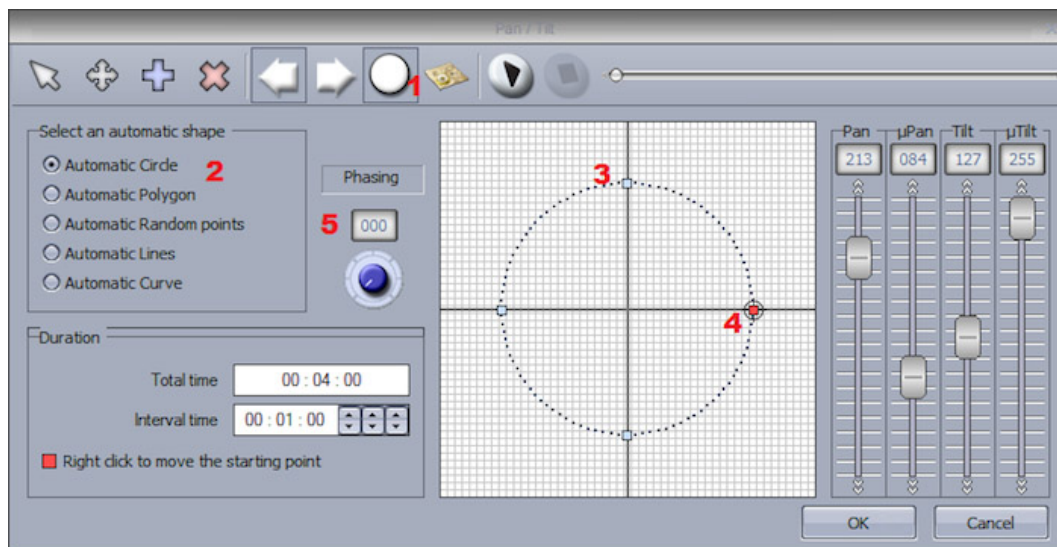 Pan / Tilt
1
Select an automatic shape
Automatic Circle
2
Automatic Polygon
Automatic Random points
Automatic Lines
Automatic Curve
Phasing
5
000
3
4
Pan
µPan
Tilt
µTilt
213
084
127
255
Duration
Total time
00 : 04 : 00
Interval time
00 : 01 : 00
Right click to move the starting point
OK
Cancel